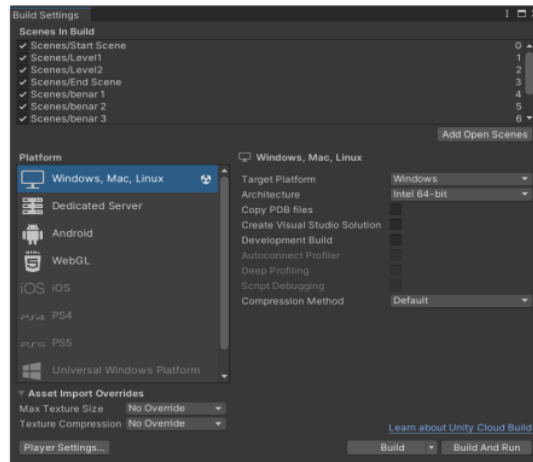 Build Settings
Scenes In Build
Scenes/Start Scene 0
Scenes/Level1 1
Scenes/Level2 2
Scenes/End Scene 3
Scenes/benar 1 4
Scenes/benar 2 5
Scenes/benar 3 6
Add Open Scenes
Platform
Windows, Mac, Linux
Dedicated Server
Android
HTML 5 WebGL
iOS iOS
PS4 PS4
PS5 PS5
Universal Windows Platform
Windows, Mac, Linux
Target Platform Windows
Architecture Intel 64-bit
Copy PDB files
Create Visual Studio Solution
Development Build
Autoconnect Profiler
Deep Profiling
Script Debugging
Compression Method Default
Asset Import Overrides
Max Texture Size No Override
Texture Compression No Override
Learn about Unity Cloud Build
Player Settings... Build Build And Run